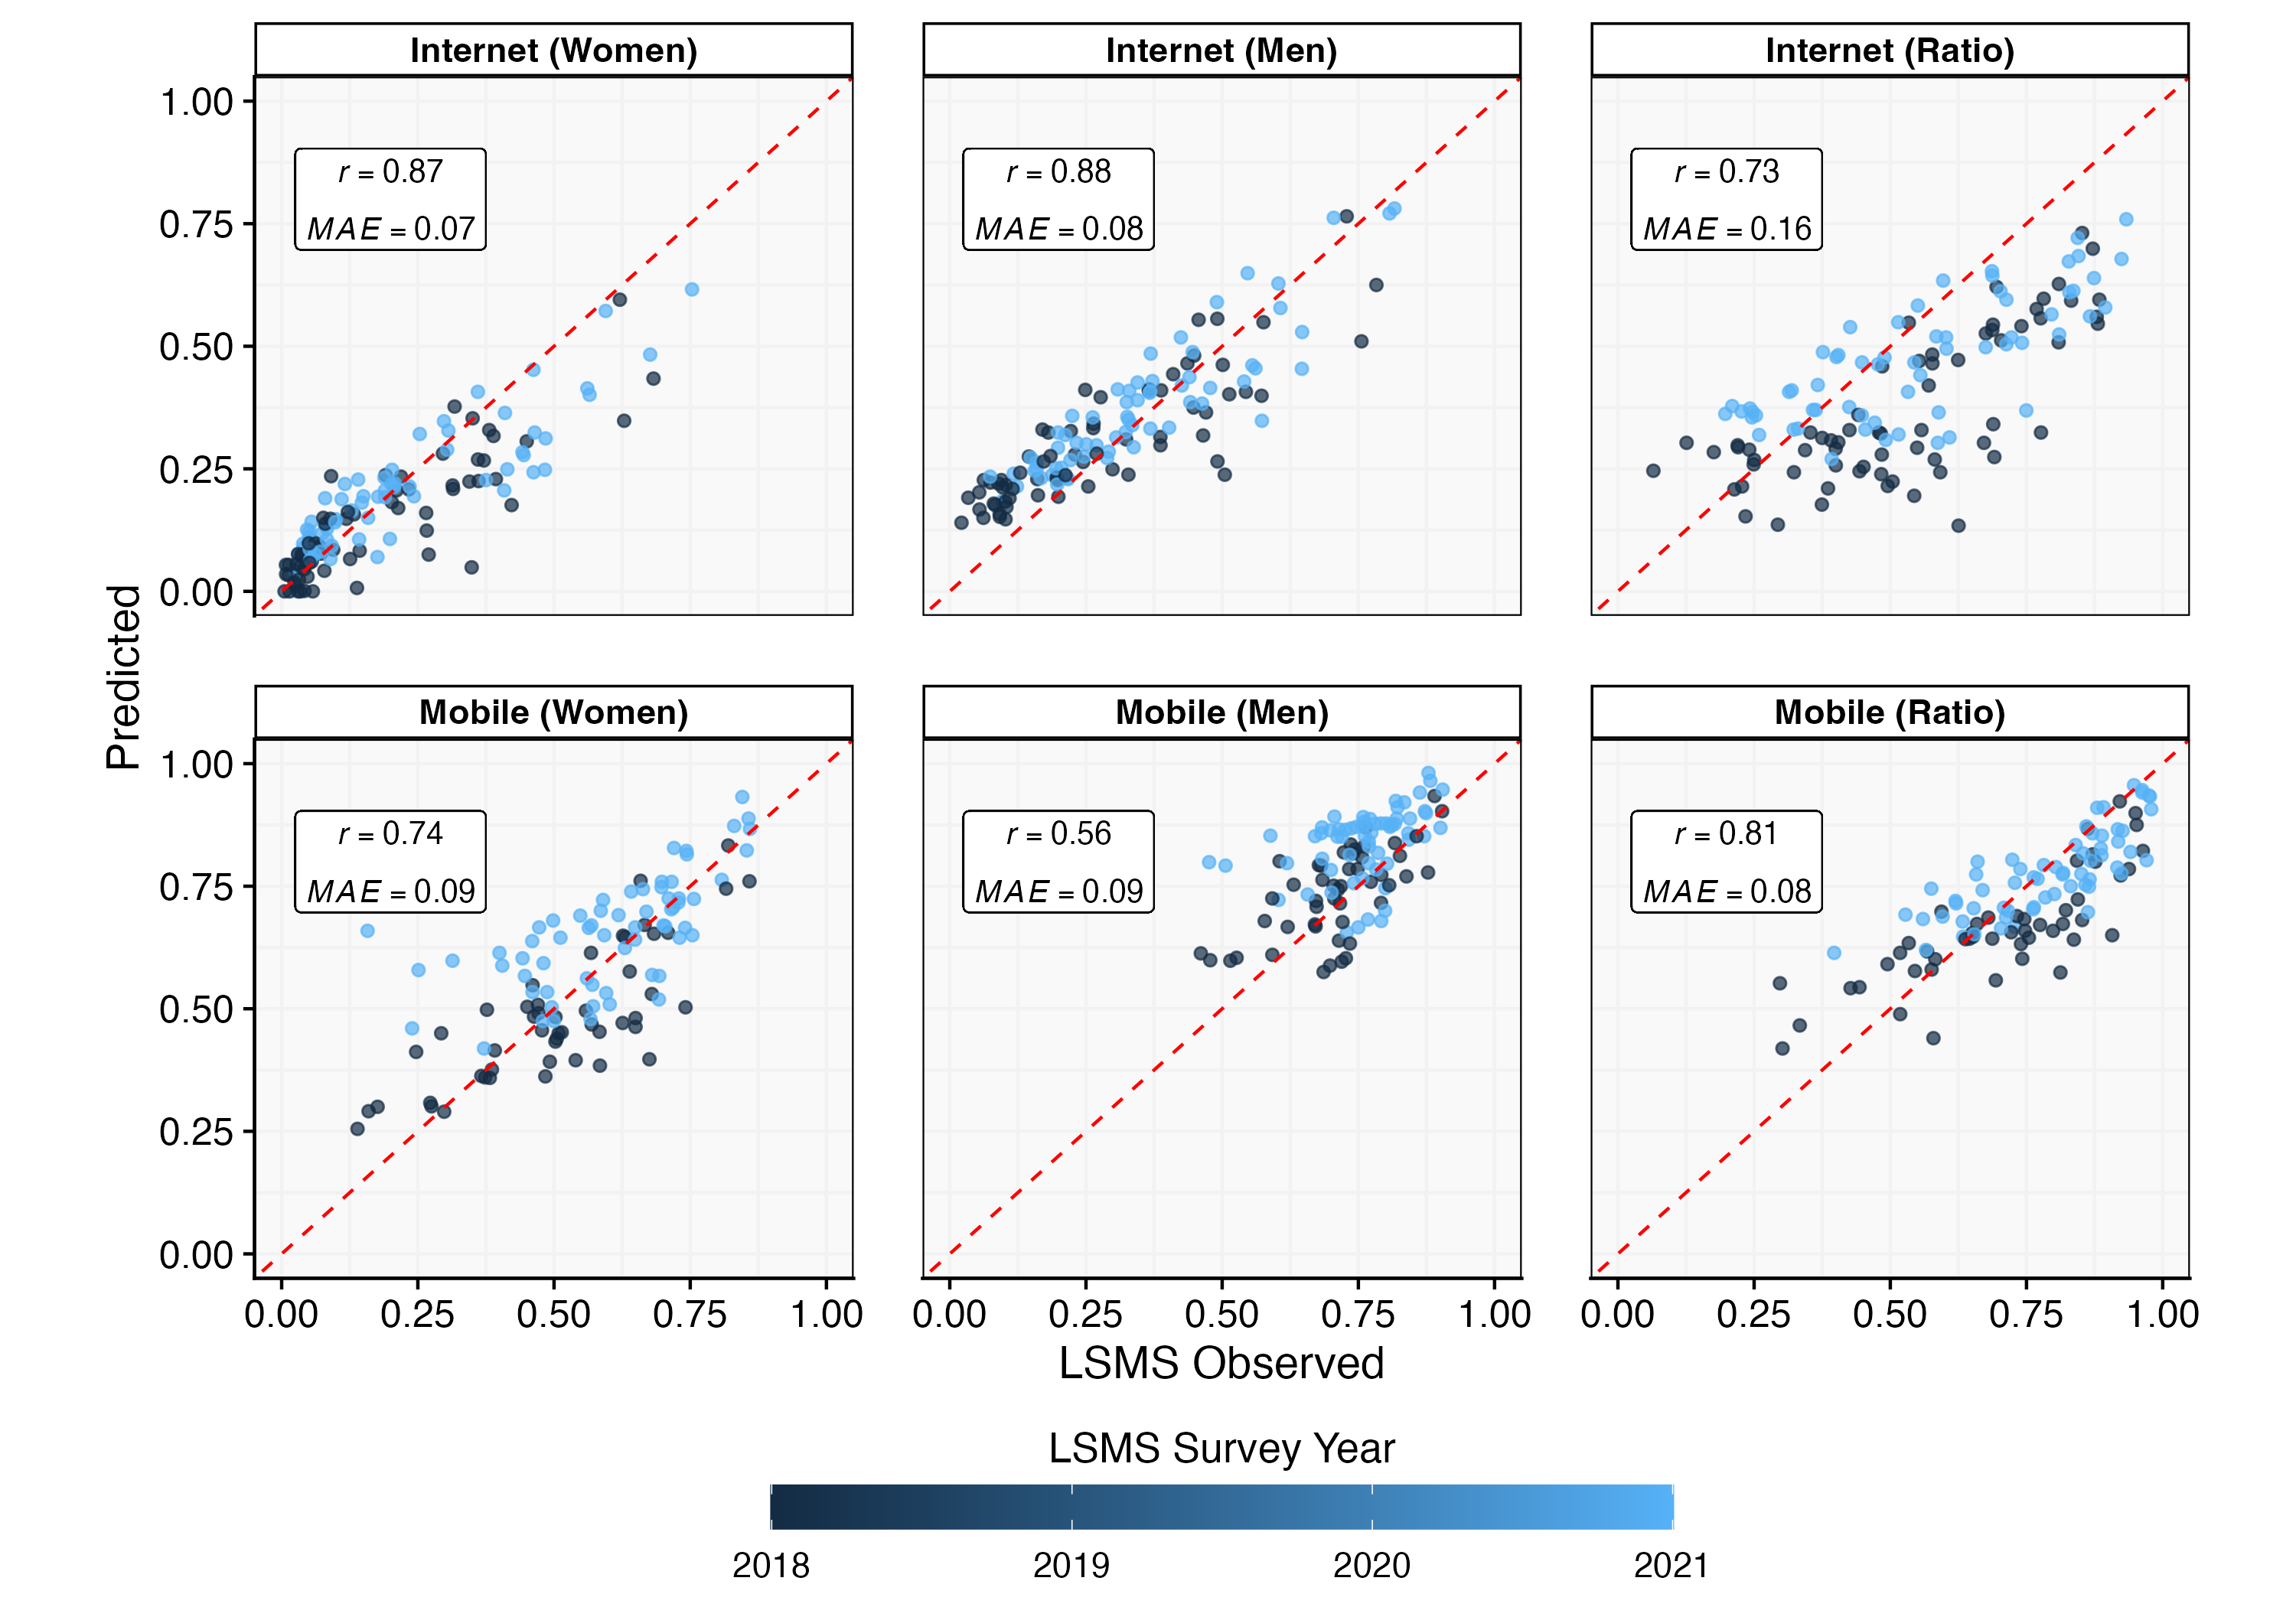 Internet (Women)
Internet (Men)
Internet (Ratio)
1.00
0.75
0.50
0.25
0.00
r = 0.87
MAE = 0.07
r = 0.88
MAE = 0.08
r = 0.73
MAE = 0.16
Predicted
Mobile (Women)
Mobile (Men)
Mobile (Ratio)
1.00
0.75
0.50
0.25
0.00
r = 0.74
MAE = 0.09
r = 0.56
MAE = 0.09
r = 0.81
MAE = 0.08
0.00 0.25 0.50 0.75 1.00
0.00 0.25 0.50 0.75 1.00
0.00 0.25 0.50 0.75 1.00
LSMS Observed
LSMS Survey Year
2018 2019 2020 2021